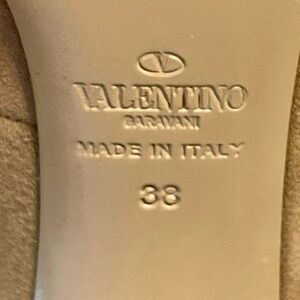 VALENTINO
GARAVANI
MADE IN ITALY
38